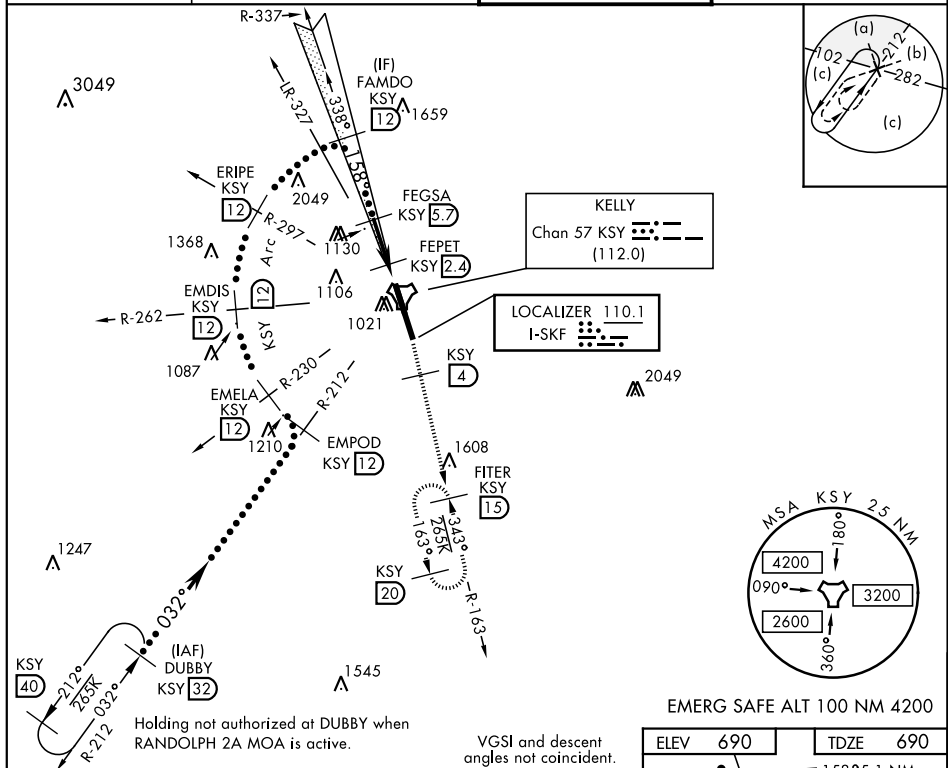 R-337
3049
(IF)
FAMDO
KSY
12
1659
LR-327
338°
158°
(a)
102
212
(b)
(c)
282
(c)
ERIPE
KSY
12
2049
R-297
FEGSA
KSY 5.7
1368
1130
FEPET
KSY 2.4
Arc
12
KSY
1106
EMDIS
KSY
12
R-262
1021
KELLY
Chan 57 KSY
(112.0)
LOCALIZER 110.1
I-SKF
1087
R-230
R-212
KSY
4
2049
EMELA
KSY
12
1210
EMPOD
KSY 12
1608
FITER
KSY
15
163°
265K
343°
KSY
20
R-163
MSA KSY 25 NM
180°
4200
090°
3200
2600
360°
1247
032°
(IAF)
DUBBY
KSY 32
KSY
40
212°
265K
032°
R-212
1545
Holding not authorized at DUBBY when
RANDOLPH 2A MOA is active.
VGSI and descent
angles not coincident.
EMERG SAFE ALT 100 NM 4200
ELEV 690
TDZE 690